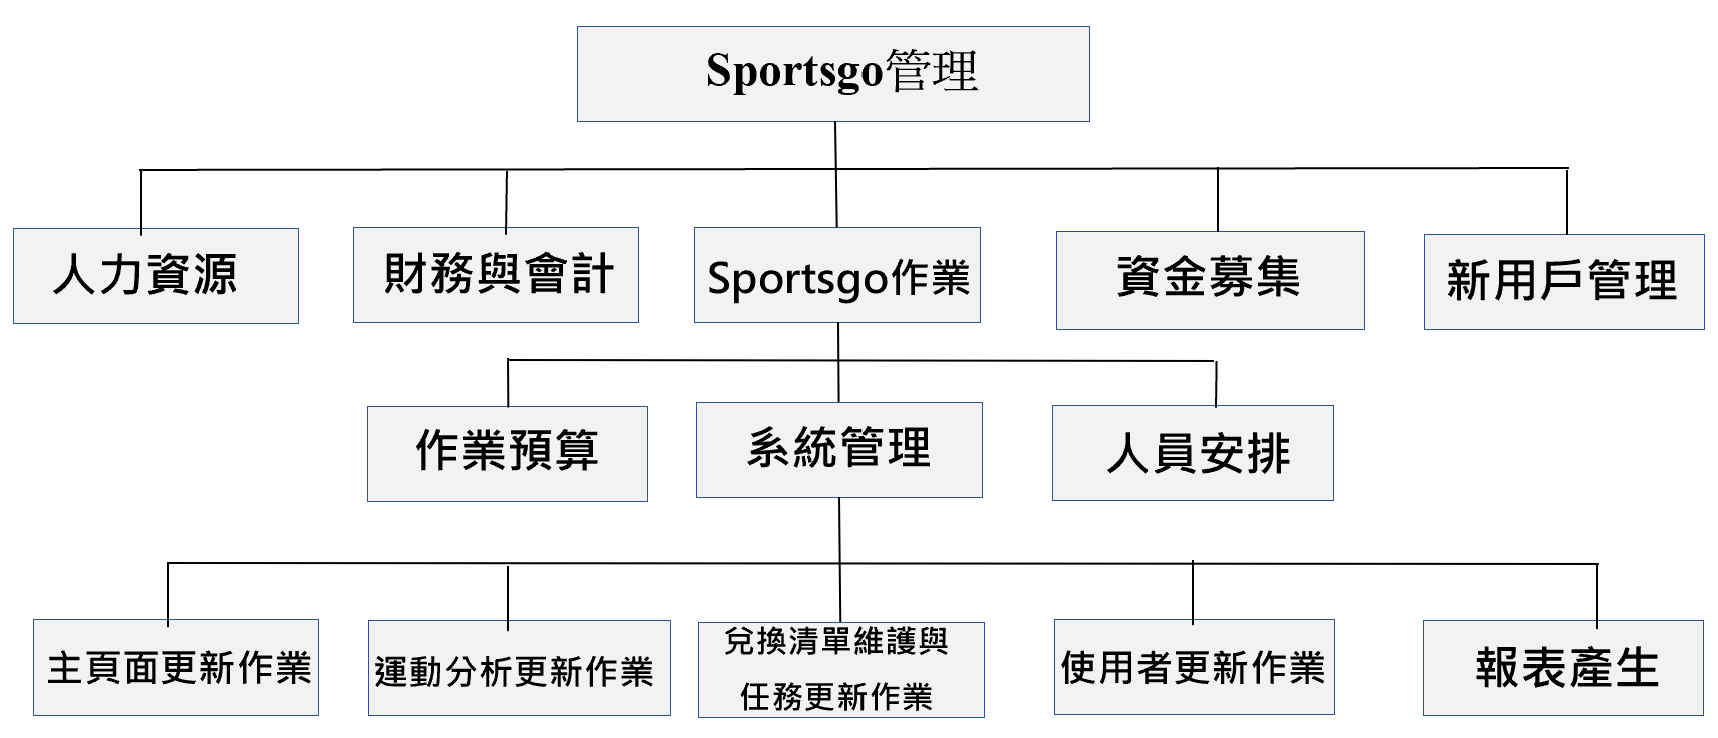 Sportsgo管理
人力資源
財務與會計
Sportsgo作業
資金募集
新用戶管理
作業預算
系統管理
人員安排
主頁面更新作業
運動分析更新作業
兌換清單維護與
任務更新作業
使用者更新作業
報表產生